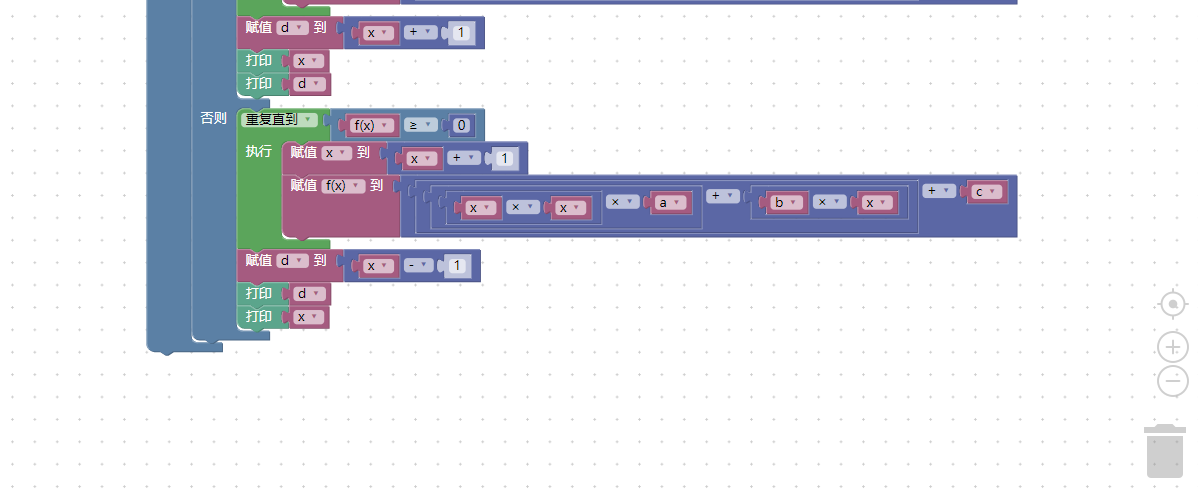 赋值 d 到 x + 1
打印 x
打印 d
否则 重复直到 f(x) ≥ 0
执行 赋值 x 到 x + 1
赋值 f(x) 到 x × x × a + b × x + c
赋值 d 到 x - 1
打印 d
打印 x